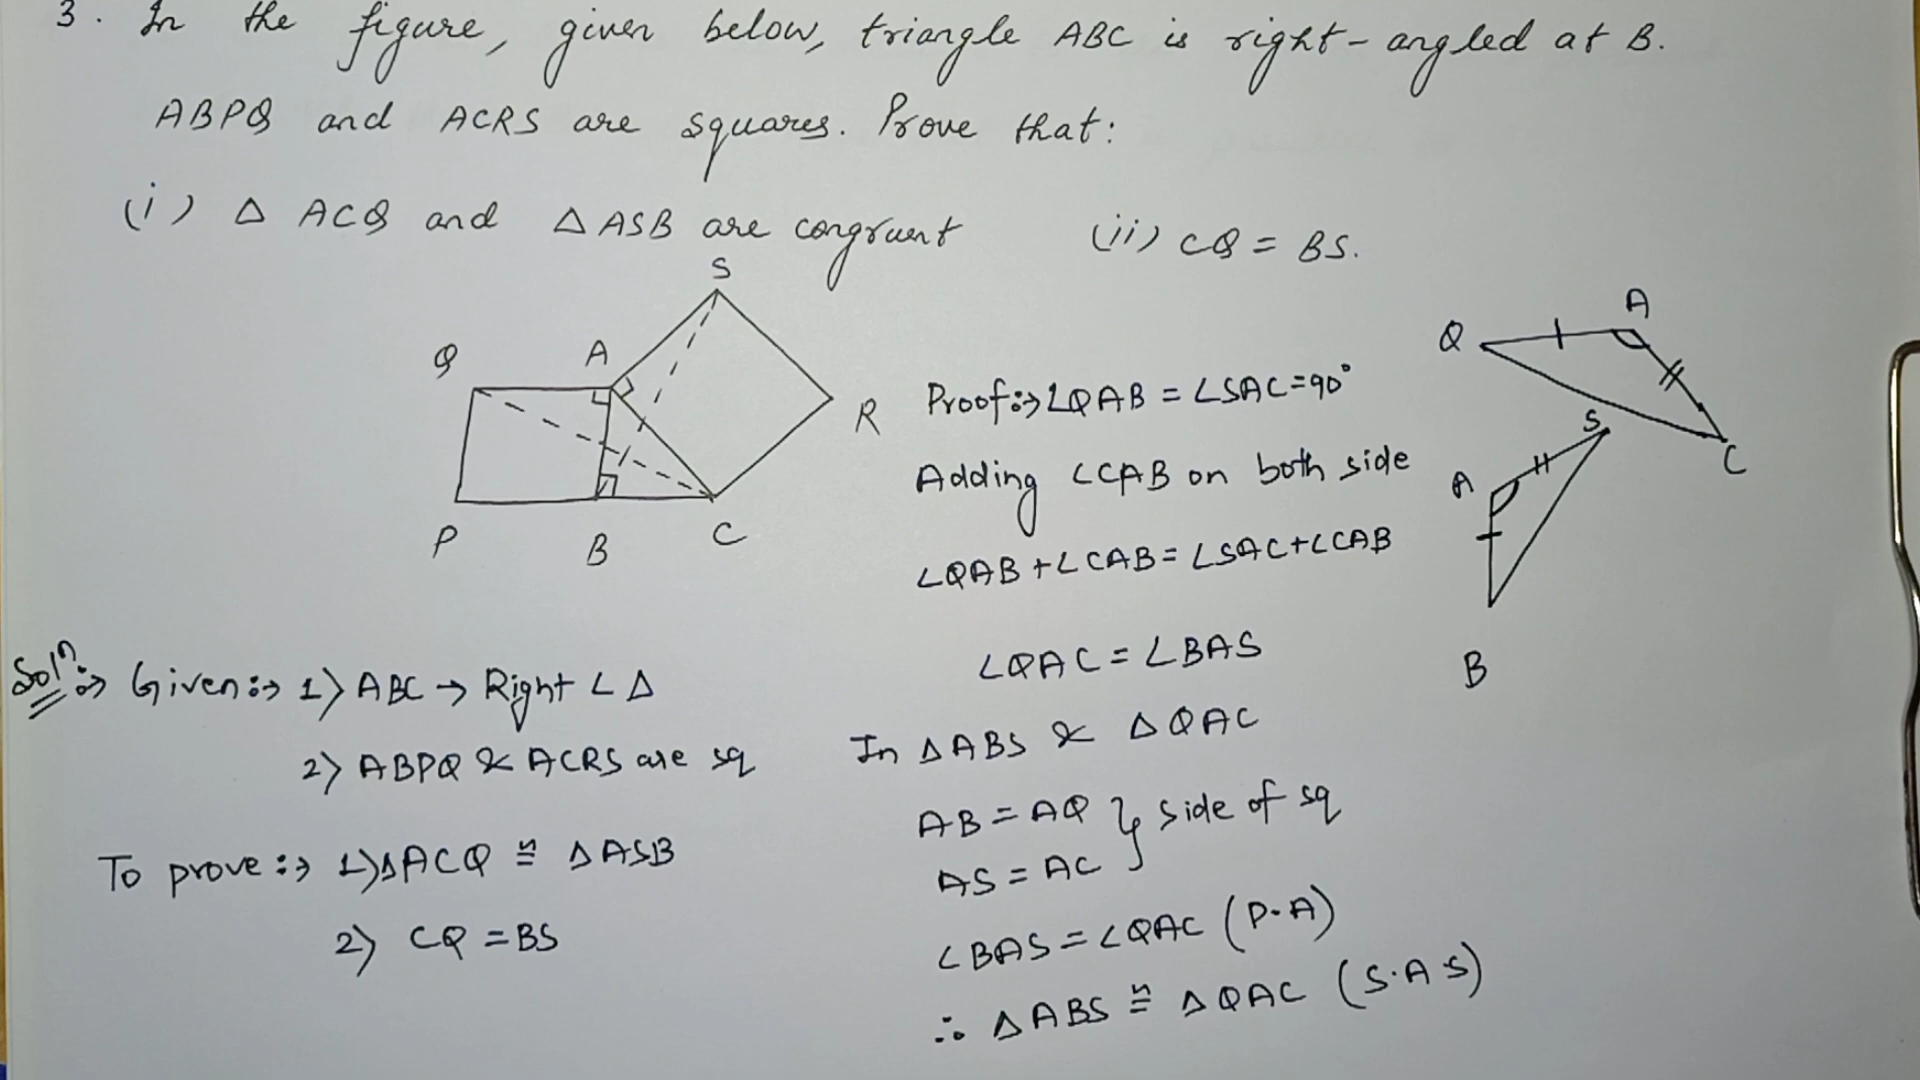 3. In the figure, given below, triangle ABC is right-angled at B.
ABPQ and ACRS are squares. Prove that:
(i) △ ACQ and △ ASB are congruent (ii) CQ = BS.
S
Q
A
R
P
B
C
Q
A
C
S
A
B
Soln:→ Given:→ 1) ABC → Right ∠ △
2) ABPQ & ACRS are sq
To prove:→ 1) △ACQ ≅ △ASB
2) CQ = BS
Proof:→ ∠QAB = ∠SAC = 90°
Adding ∠CAB on both side
∠QAB + ∠CAB = ∠SAC + ∠CAB
∠QAC = ∠BAS
In △ABS & △QAC
AB = AQ } side of sq
AS = AC
∠BAS = ∠QAC (P.A)
∴ △ABS ≅ △QAC (S.A.S)